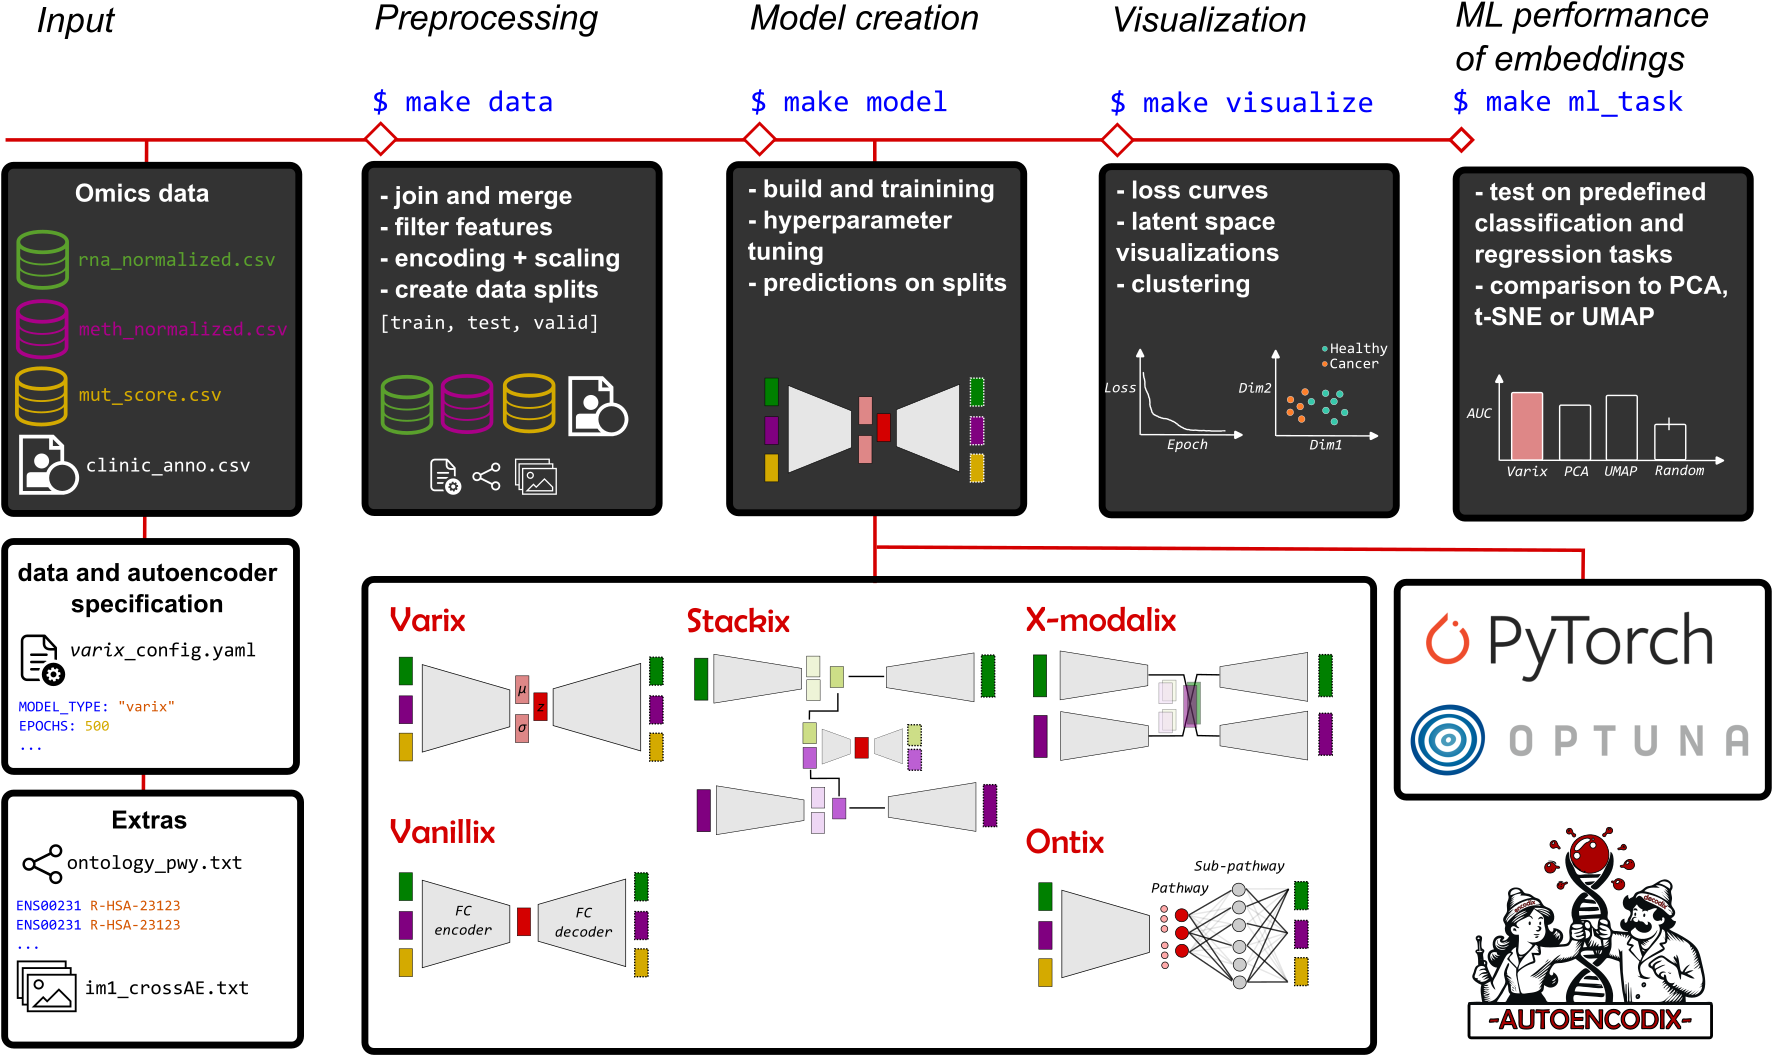 Input
Preprocessing
Model creation
Visualization
ML performance
of embeddings
$ make data
$ make model
$ make visualize
$ make ml_task
Omics data
rna_normalized.csv
meth_normalized.csv
mut_score.csv
clinic_anno.csv
- join and merge
- filter features
- encoding + scaling
- create data splits
[train, test, valid]
- build and trainining
- hyperparameter
tuning
- predictions on splits
- loss curves
- latent space
visualizations
- clustering
Loss
Epoch
Healthy
Cancer
Dim2
Dim1
- test on predefined
classification and
regression tasks
- comparison to PCA,
t-SNE or UMAP
AUC
Varix
PCA
UMAP
Random
data and autoencoder
specification
varix_config.yaml
MODEL_TYPE: "varix"
EPOCHS: 500
...
Extras
ontology_pwy.txt
ENS00231 R-HSA-23123
ENS00231 R-HSA-23123
...
im1_crossAE.txt
Varix
μ
σ
z
Stackix
X-modalix
Vanillix
FC
encoder
FC
decoder
Ontix
Sub-pathway
Pathway
PyTorch
OPTUNA
encodix
decodix
-AUTOENCODIX-